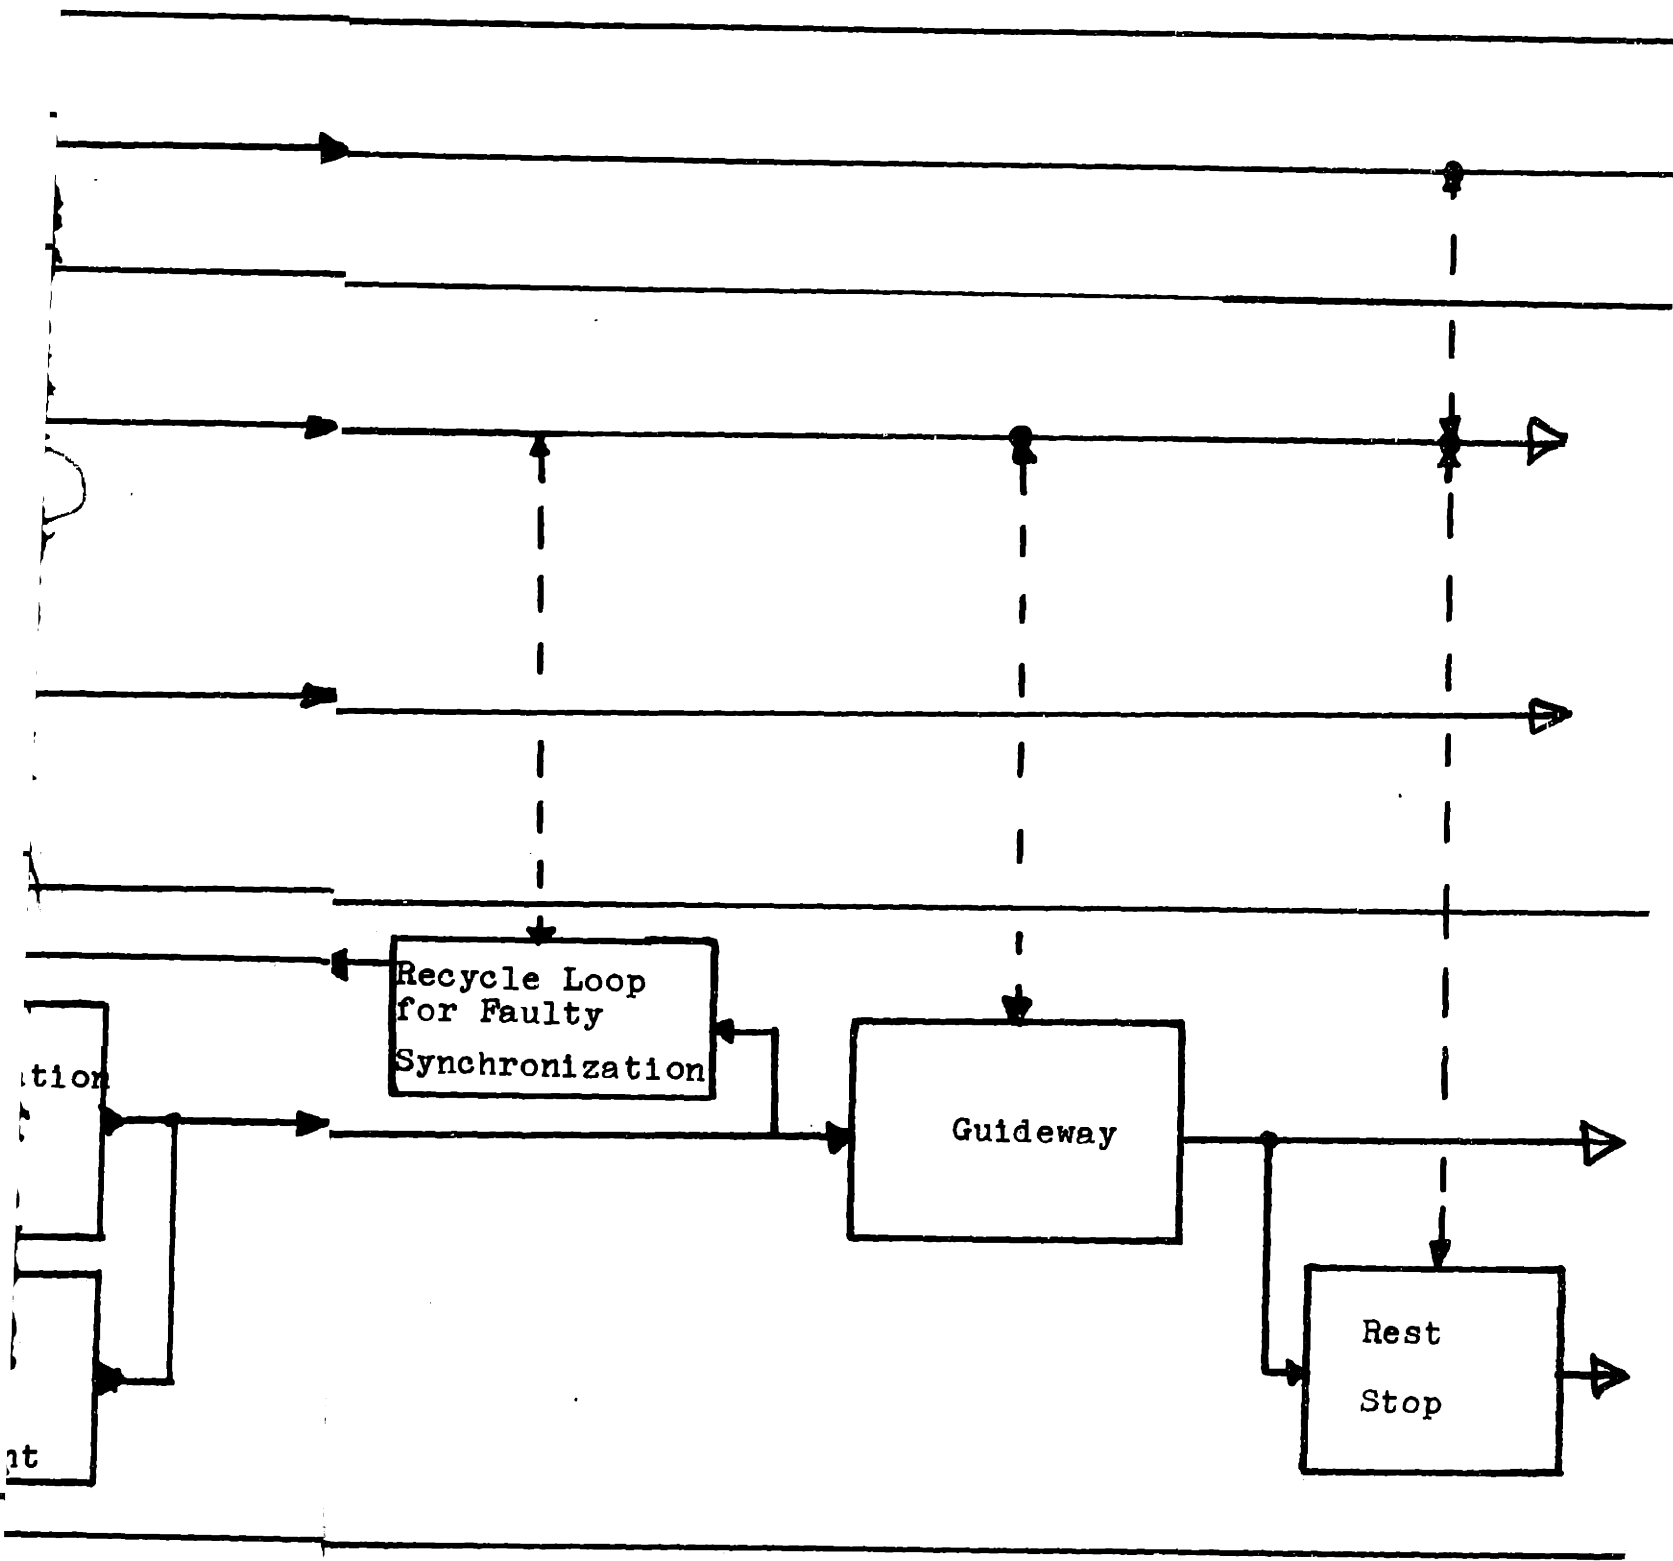 Recycle Loop
for Faulty
Synchronization
Guideway
Rest
Stop